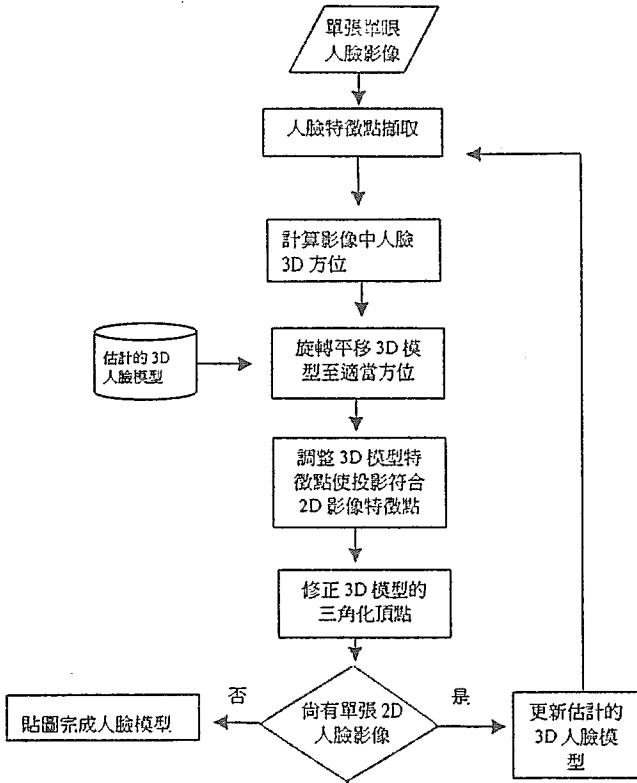 單張單眼
人臉影像
人臉特徵點擷取
計算影像中人臉
3D 方位
估計的 3D
人臉模型
旋轉平移 3D 模
型至適當方位
調整 3D 模型特
徵點使投影符合
2D 影像特徵點
修正 3D 模型的
三角化頂點
尚有單張 2D
人臉影像
否
是
貼圖完成人臉模型
更新估計的
3D 人臉模
型